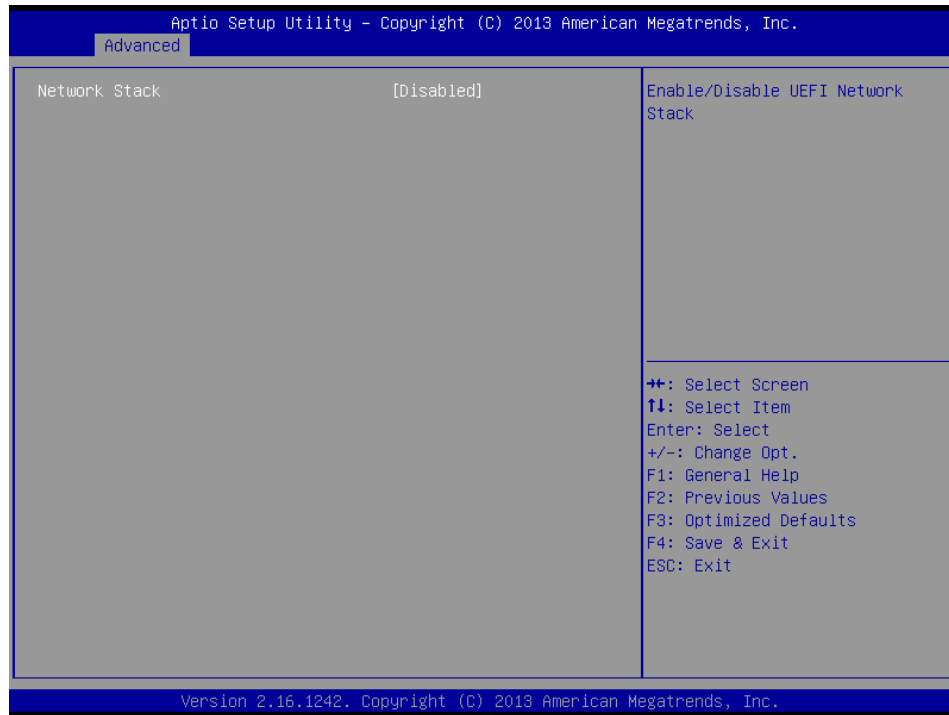 Aptio Setup Utility – Copyright (C) 2013 American Megatrends, Inc.
Advanced
Network Stack [Disabled]
Enable/Disable UEFI Network
Stack
→←: Select Screen
↑↓: Select Item
Enter: Select
+/-: Change Opt.
F1: General Help
F2: Previous Values
F3: Optimized Defaults
F4: Save & Exit
ESC: Exit
Version 2.16.1242. Copyright (C) 2013 American Megatrends, Inc.